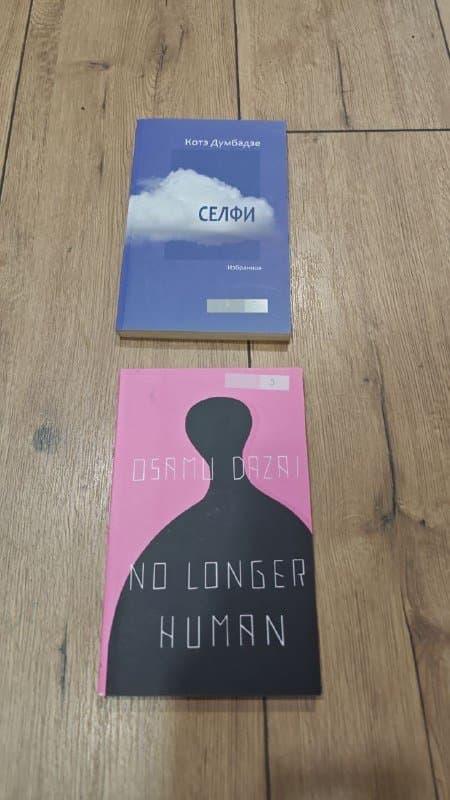 Котэ Думбадзе
СЕЛФИ
Избранное
OSAMU DAZAI
NO LONGER
HUMAN